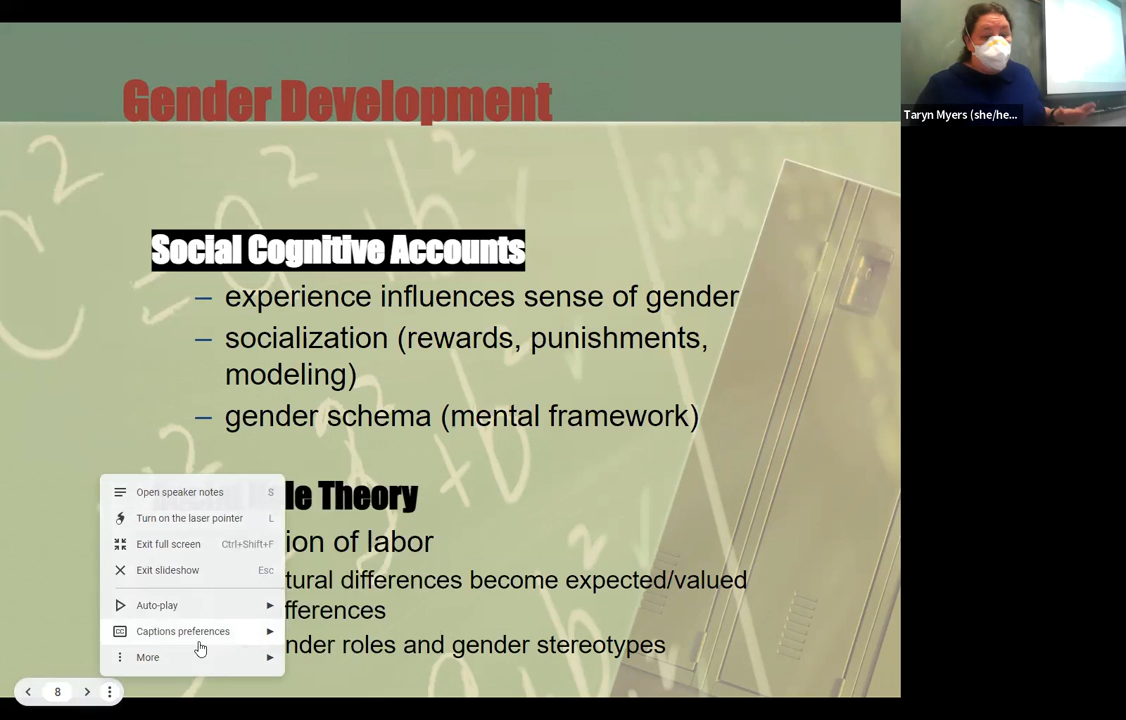 Gender Development
Taryn Myers (she/he...
Social Cognitive Accounts
– experience influences sense of gender
– socialization (rewards, punishments,
modeling)
– gender schema (mental framework)
le Theory
ion of labor
tural differences become expected/valued
fferences
nder roles and gender stereotypes
Open speaker notes S
Turn on the laser pointer L
Exit full screen Ctrl+Shift+F
Exit slideshow Esc
Auto-play
CC Captions preferences
More
8